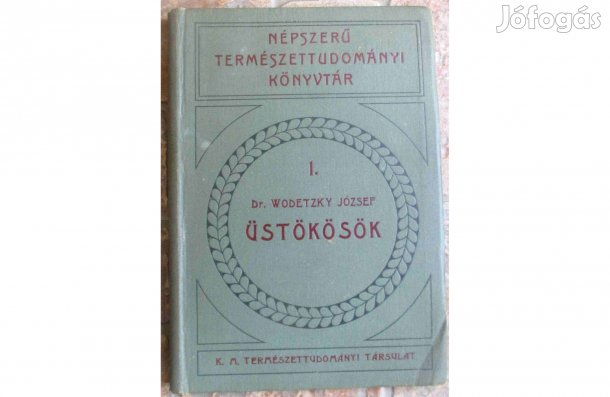 Jófogás
NÉPSZERŰ
TERMÉSZETTUDOMÁNYI
KÖNYVTÁR
I.
Dr. WODETZKY JÓZSEF
ÜSTÖKÖSÖK
K. M. TERMÉSZETTUDOMÁNYI TÁRSULAT